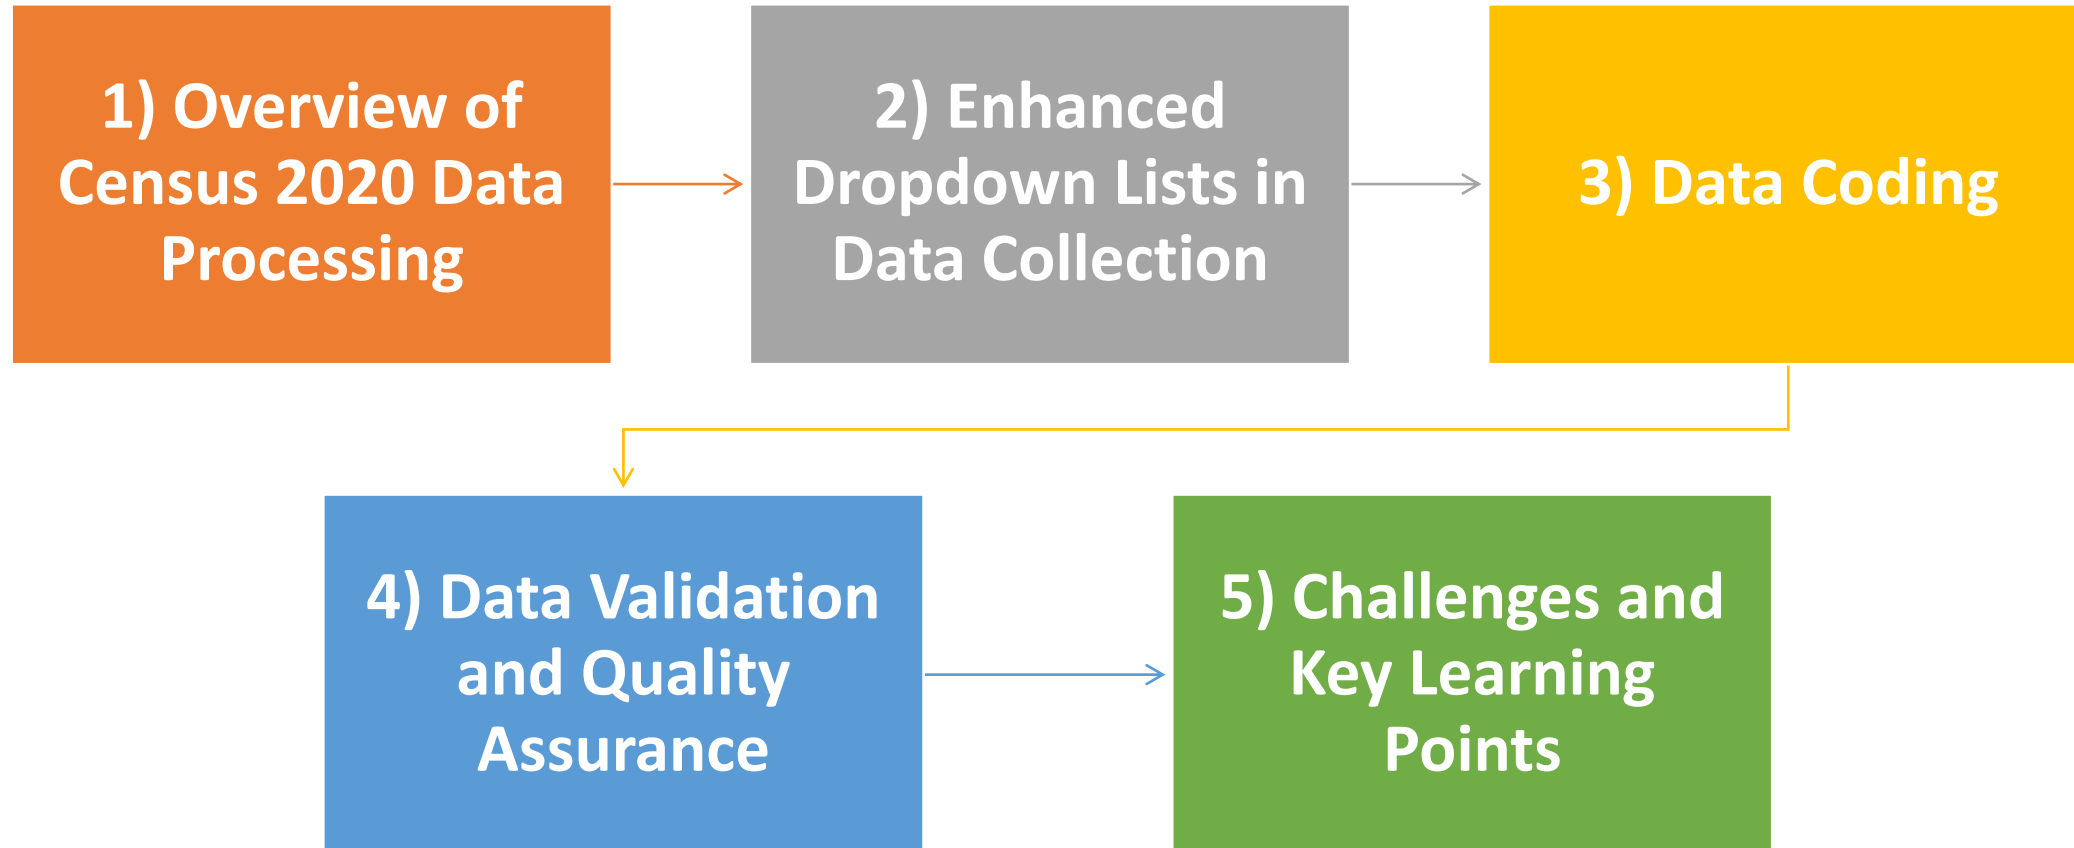 1) Overview of
Census 2020 Data
Processing
2) Enhanced
Dropdown Lists in
Data Collection
3) Data Coding
4) Data Validation
and Quality
Assurance
5) Challenges and
Key Learning
Points